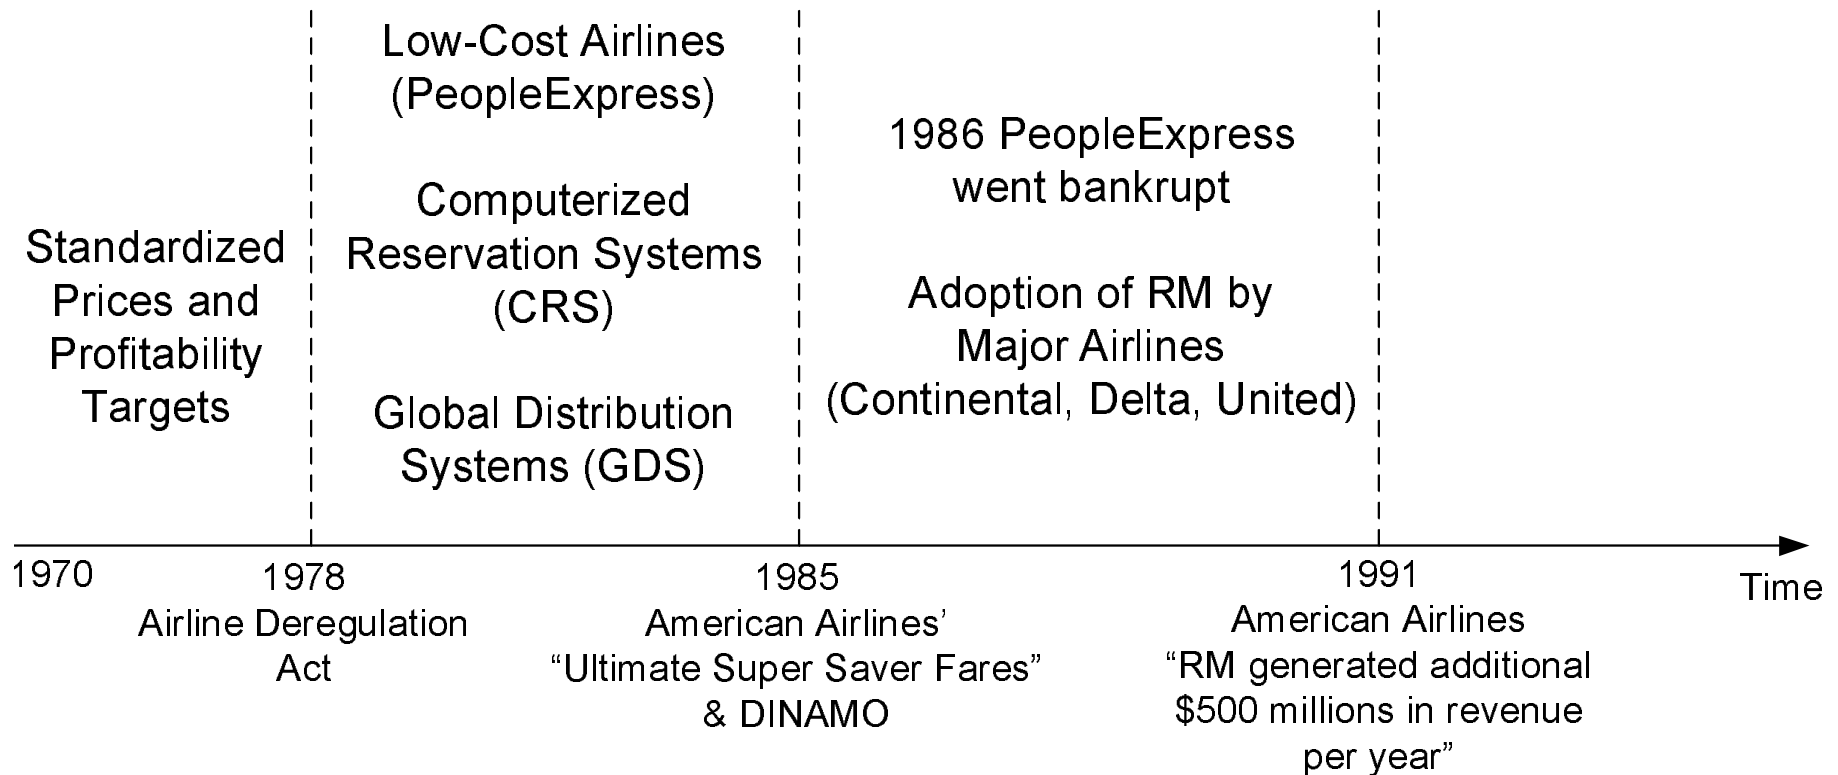 Standardized
Prices and
Profitability
Targets
Low-Cost Airlines
(PeopleExpress)
Computerized
Reservation Systems
(CRS)
Global Distribution
Systems (GDS)
1986 PeopleExpress
went bankrupt
Adoption of RM by
Major Airlines
(Continental, Delta, United)
1970
1978
Airline Deregulation
Act
1985
American Airlines’
“Ultimate Super Saver Fares”
& DINAMO
1991
American Airlines
“RM generated additional
$500 millions in revenue
per year”
Time